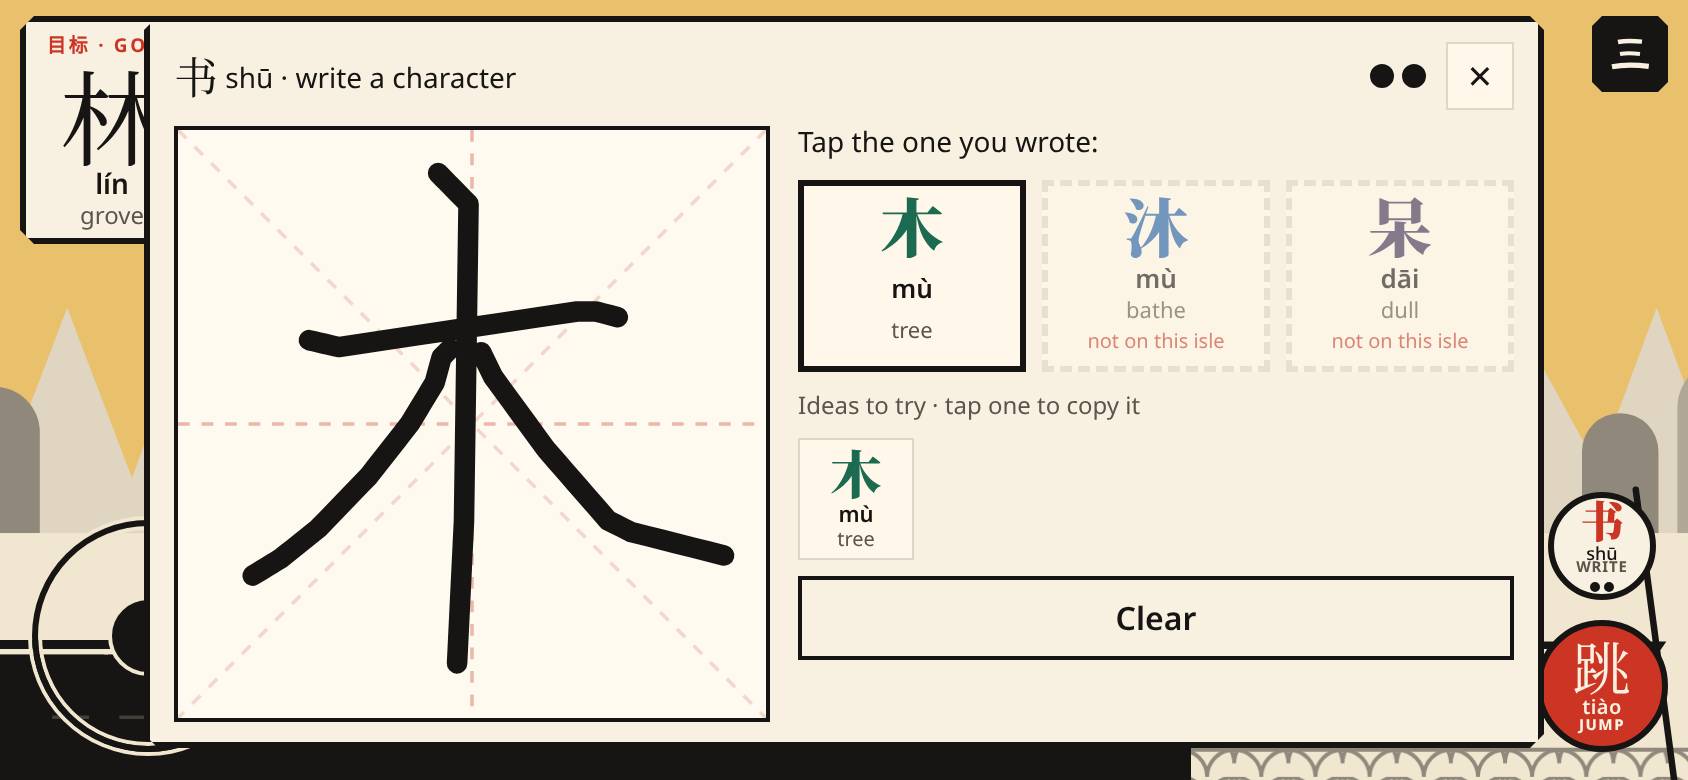 目标 · GO
林
lín
grove
书 shū · write a character
✕
三
木
Tap the one you wrote:
木
mù
tree
沐
mù
bathe
not on this isle
呆
dāi
dull
not on this isle
Ideas to try · tap one to copy it
木
mù
tree
Clear
书
shū
WRITE
跳
tiào
JUMP